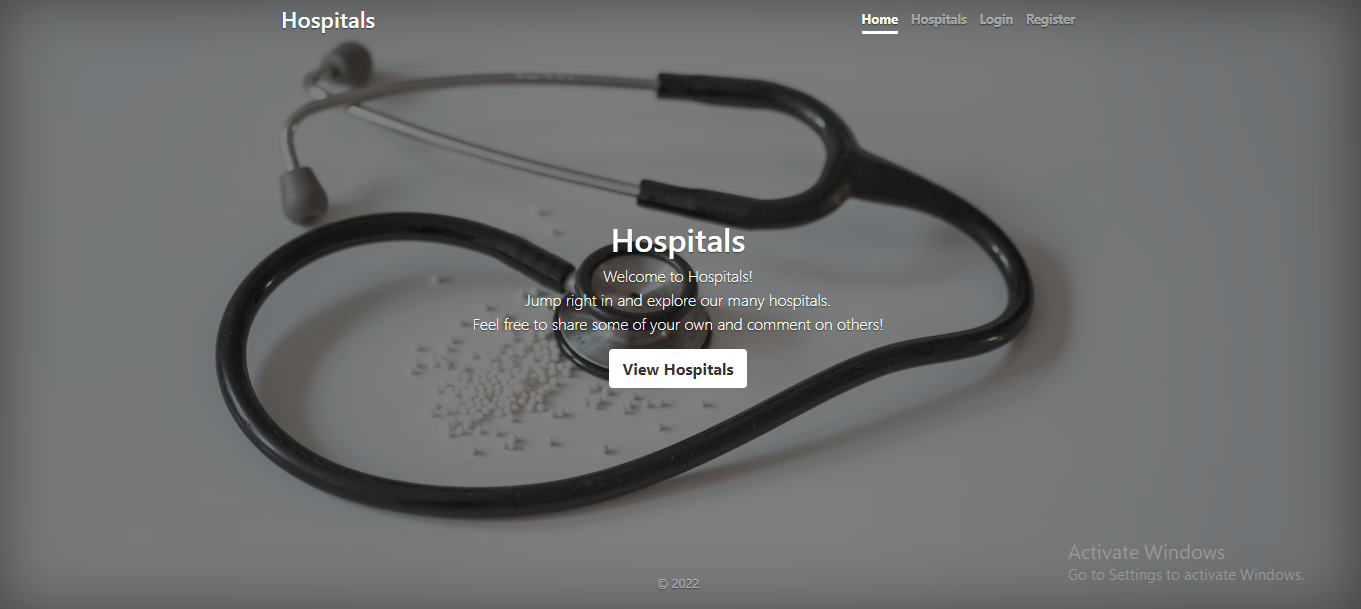 Hospitals
Home Hospitals Login Register
Hospitals
Welcome to Hospitals!
Jump right in and explore our many hospitals.
Feel free to share some of your own and comment on others!
View Hospitals
Activate Windows
Go to Settings to activate Windows.
© 2022